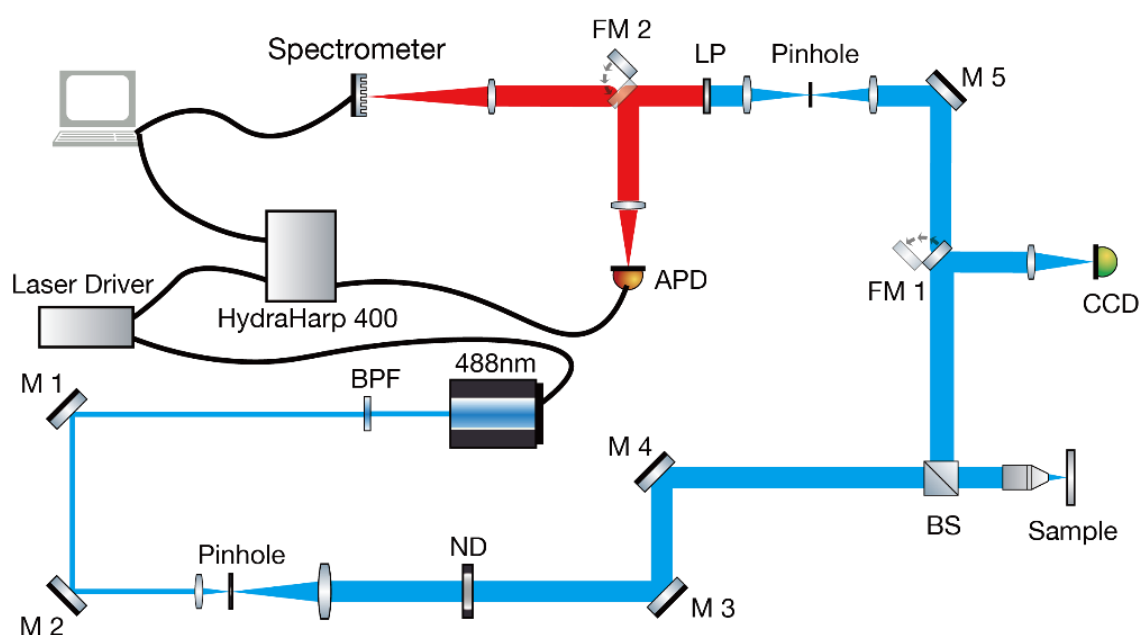 FM 2
Spectrometer
LP
Pinhole
M 5
Laser Driver
HydraHarp 400
APD
FM 1
CCD
488nm
M 1
BPF
M 4
BS
Sample
Pinhole
ND
M 2
M 3